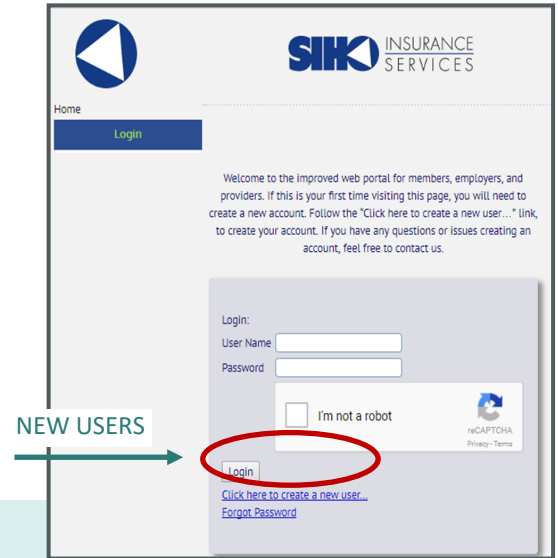 SIHO INSURANCE
SERVICES
Home
Login
Welcome to the improved web portal for members, employers, and
providers. If this is your first time visiting this page, you will need to
create a new account. Follow the "Click here to create a new user..." link,
to create your account. If you have any questions or issues creating an
account, feel free to contact us.
Login:
User Name
Password
I'm not a robot
reCAPTCHA
Privacy - Terms
NEW USERS
Login
Click here to create a new user...
Forgot Password